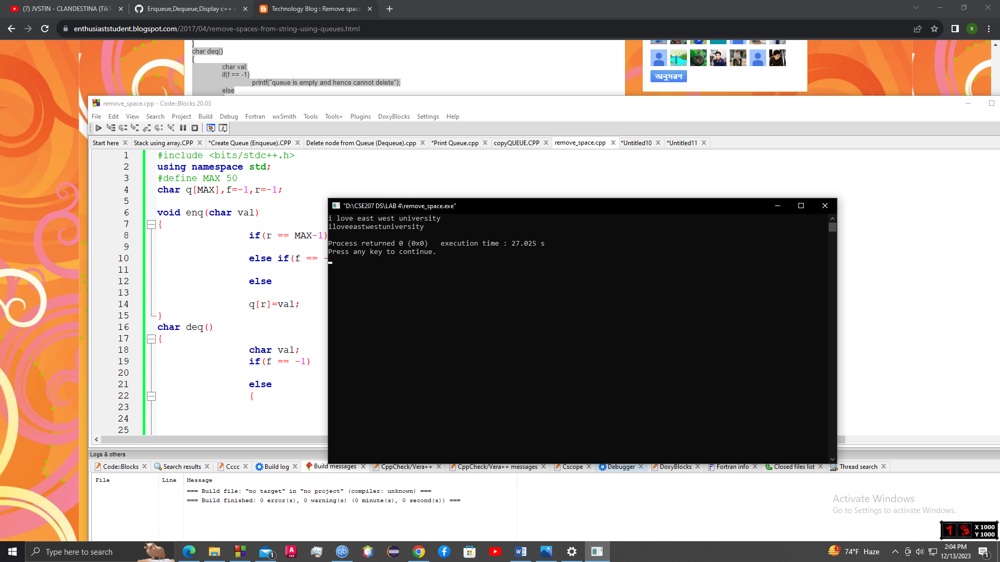 (7) JVSTIN - CLANDESTINA (TikT
Enqueue,Dequeue,Display c++ c
Technology Blog : Remove space
enthusiaststudent.blogspot.com/2017/04/remove-spaces-from-string-using-queues.html
X
}
char deq()
{
char val;
if(f == -1)
printf("queue is empty and hence cannot delete");
else
অনুসরণ
remove_space.cpp - Code::Blocks 20.03
File Edit View Search Project Build Debug Fortran wxSmith Tools Tools+ Plugins DoxyBlocks Settings Help
Start here Stack using array.CPP *Create Queue (Enqueue).CPP Delete node from Queue (Dequeue).cpp *Print Queue.cpp copyQUEUE.CPP remove_space.cpp *Untitled10 *Untitled11
1 #include <bits/stdc++.h>
2 using namespace std;
3 #define MAX 50
4 char q[MAX],f=-1,r=-1;
5
6 void enq(char val)
7 {
8 if(r == MAX-1)
9
10 else if(f == -
11
12 else
13
14 q[r]=val;
15 }
16 char deq()
17 {
18 char val;
19 if(f == -1)
20
21 else
22 {
23
24
25
"D:\CSE207 DS\LAB 4\remove_space.exe"
i love east west university
iloveeastwestuniversity
Process returned 0 (0x0)   execution time : 27.025 s
Press any key to continue.
Logs & others
Code::Blocks Search results Cccc Build log Build messages CppCheck/Vera++ CppCheck/Vera++ messages Cscope Debugger DoxyBlocks Fortran info Closed files list Thread search
File Line Message
=== Build file: "no target" in "no project" (compiler: unknown) ===
=== Build finished: 0 error(s), 0 warning(s) (0 minute(s), 0 second(s)) ===
Activate Windows
Go to Settings to activate Windows.
X 1000
Y 1000
Type here to search
74°F Haze
2:04 PM
12/13/2023